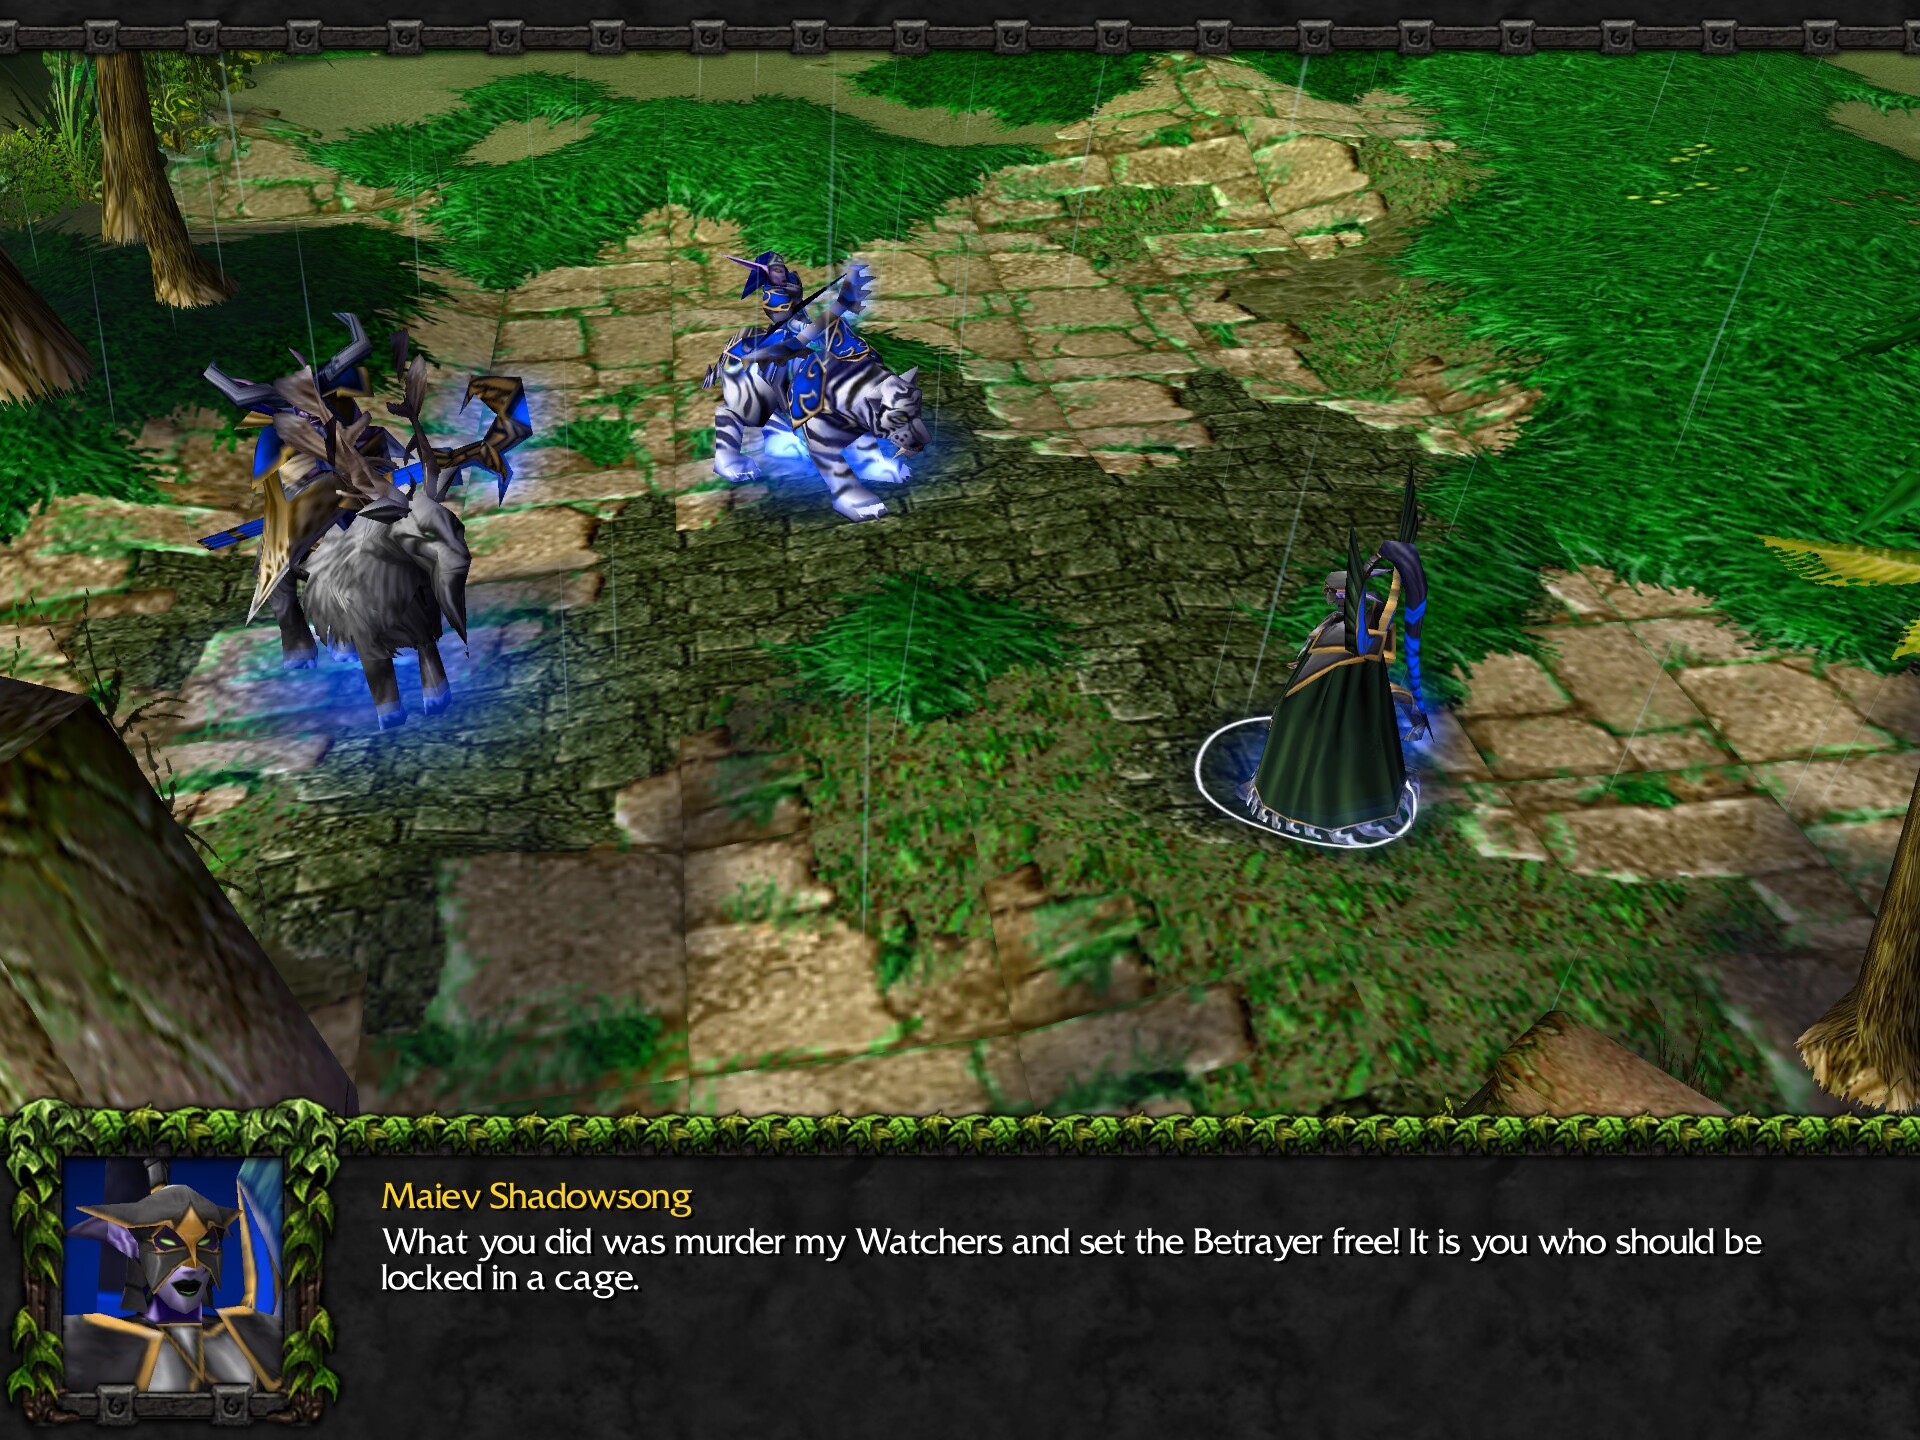 Maiev Shadowsong
What you did was murder my Watchers and set the Betrayer free! It is you who should be
locked in a cage.